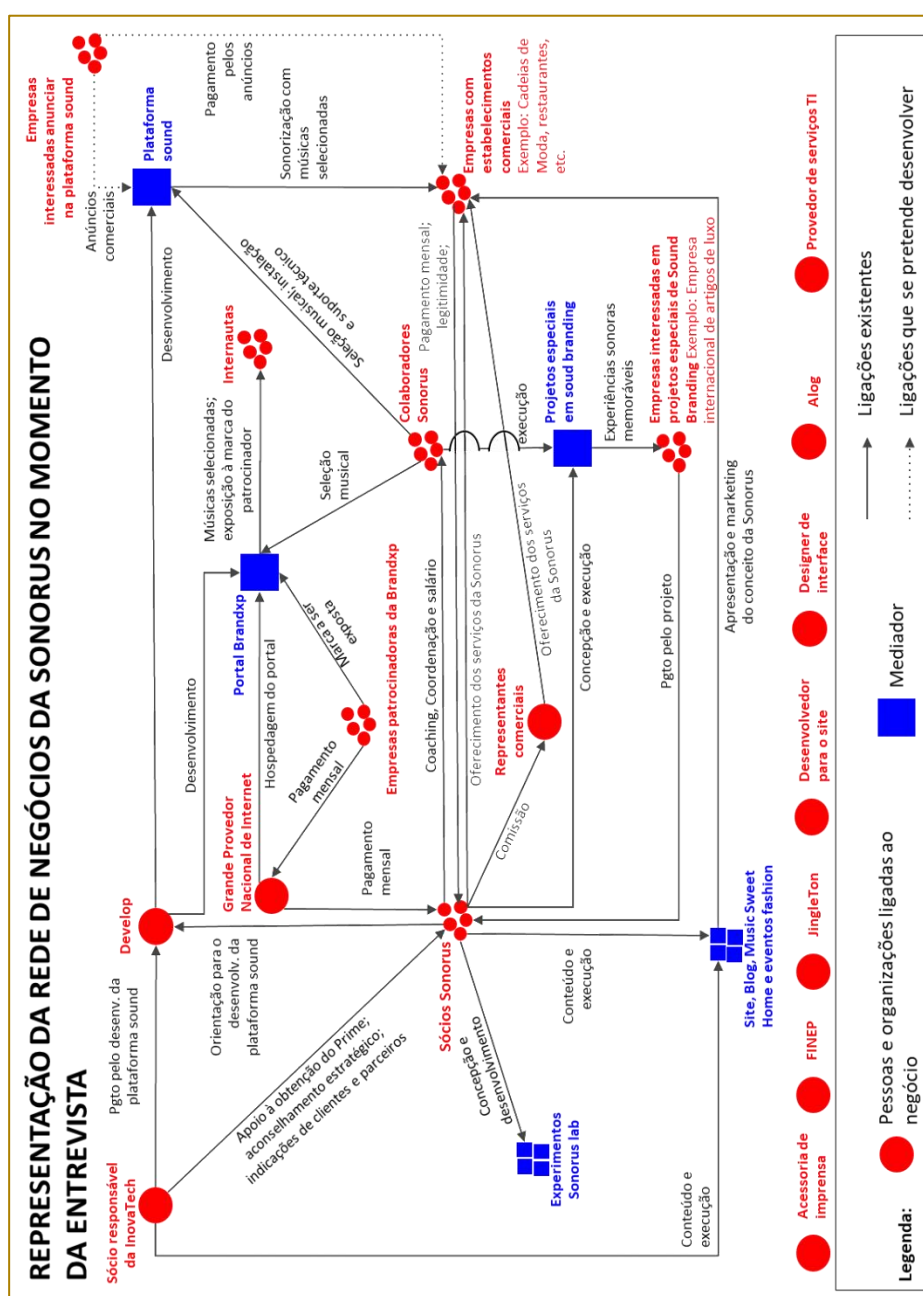 REPRESENTAÇÃO DA REDE DE NEGÓCIOS DA SONORUS NO MOMENTO
DA ENTREVISTA
Sócio responsável
da InovaTech
Pgto pelo desenv. da
plataforma sound
Develop
Desenvolvimento
Plataforma
sound
Anúncios
comerciais;
Empresas
interessadas anunciar
na plataforma sound
Pagamento
pelos
anúncios
Desenvolvimento
Orientação para o
desenvolv. da
plataforma sound
Grande Provedor
Nacional de Internet
Hospedagem do portal
Portal Brandxp
Músicas selecionadas;
exposição à marca do
patrocinador
Internautas
Sonorização com
músicas
selecionadas
Seleção musical; instalação
e suporte técnico
Apoio à obtenção do Prime;
aconselhamento estratégico;
indicações de clientes e parceiros
Pagamento
mensal
Pagamento
mensal
Marca a ser
exposta
Empresas patrocinadoras da Brandxp
Seleção
musical
Colaboradores
Sonorus
Pagamento mensal;
legitimidade;
Empresas com
estabelecimentos
comerciais
Exemplo: Cadeias de
Moda, restaurantes,
etc.
Sócios Sonorus
Coaching, Coordenação e salário
Oferecimento dos serviços da Sonorus
Concepção e
desenvolvimento
Experimentos
Sonorus lab
Comissão
Representantes
comerciais
Oferecimento dos serviços
da Sonorus
execução
Concepção e execução
Projetos especiais
em soud branding
Experiências sonoras
memoráveis
Conteúdo e
execução
Pgto pelo projeto
Empresas interessadas em
projetos especiais de Sound
Branding Exemplo: Empresa
internacional de artigos de luxo
Conteúdo e
execução
Site, Blog, Music Sweet
Home e eventos fashion
Apresentação e marketing
do conceito da Sonorus
Acessoria de
imprensa
FINEP
JingleTon
Desenvolvedor
para o site
Designer de
interface
Alog
Provedor de serviços TI
Legenda:
Pessoas e organizações ligadas ao
negócio
Mediador
Ligações existentes
Ligações que se pretende desenvolver